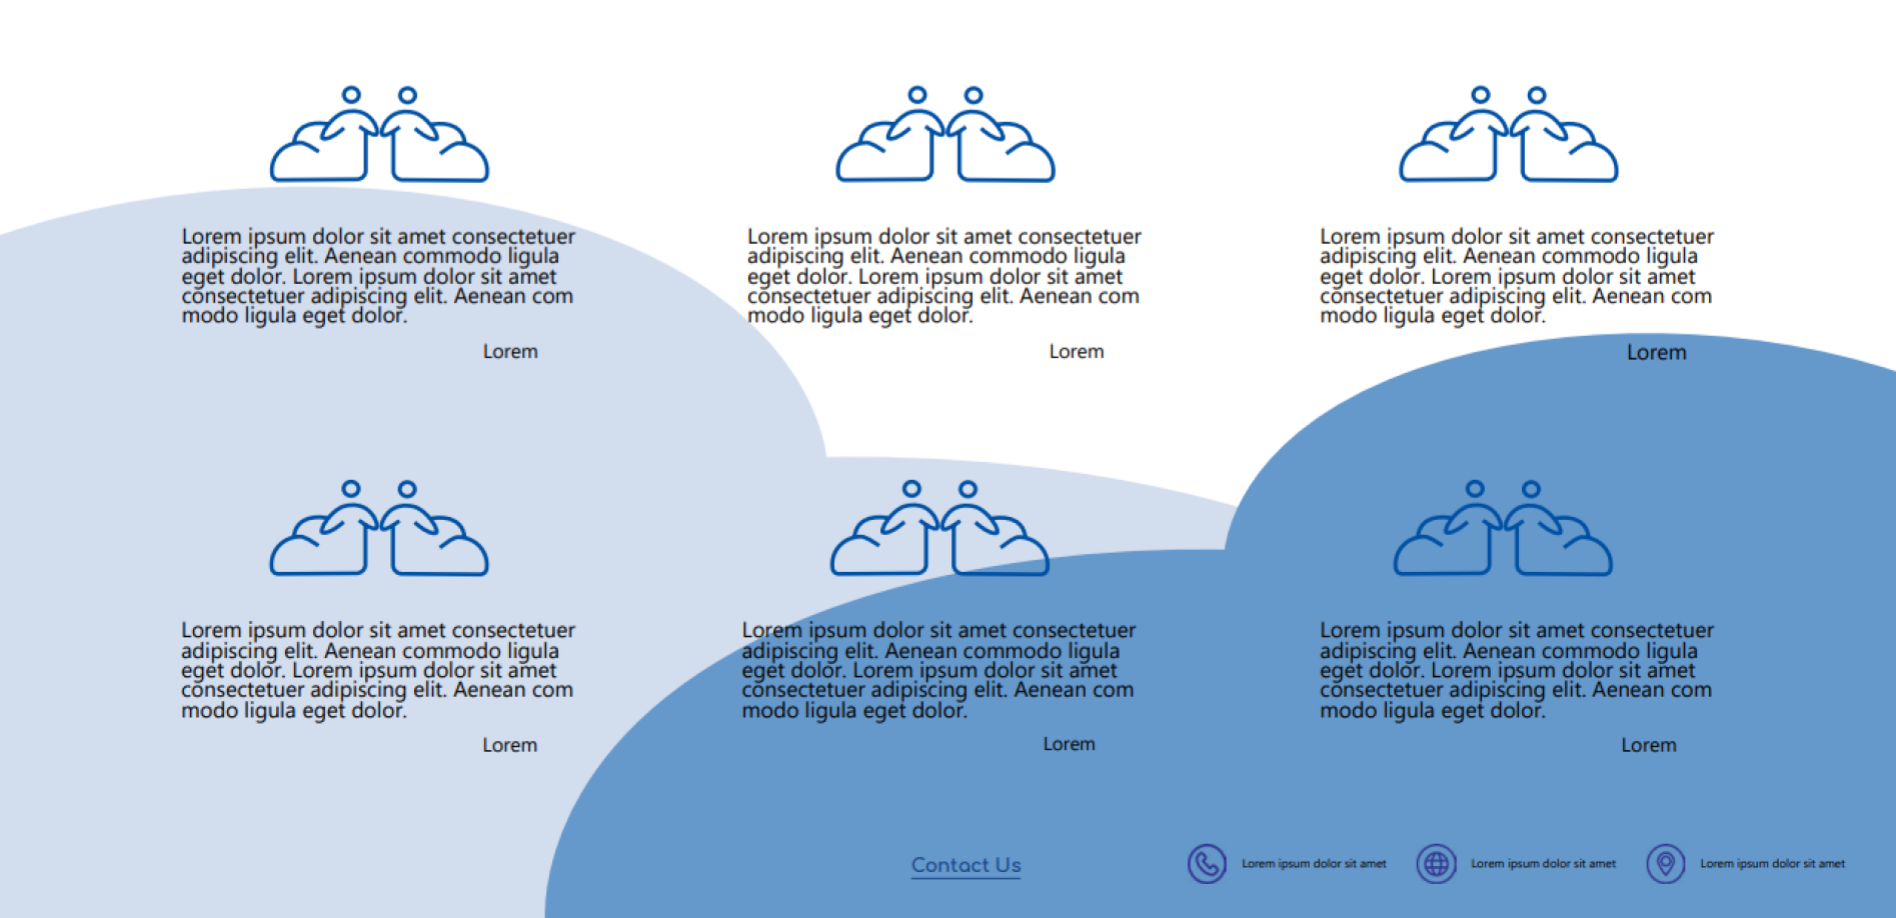 Lorem ipsum dolor sit amet consectetuer
adipiscing elit. Aenean commodo ligula
eget dolor. Lorem ipsum dolor sit amet
consectetuer adipiscing elit. Aenean com
modo ligula eget dolor.
Lorem
Lorem ipsum dolor sit amet consectetuer
adipiscing elit. Aenean commodo ligula
eget dolor. Lorem ipsum dolor sit amet
consectetuer adipiscing elit. Aenean com
modo ligula eget dolor.
Lorem
Lorem ipsum dolor sit amet consectetuer
adipiscing elit. Aenean commodo ligula
eget dolor. Lorem ipsum dolor sit amet
consectetuer adipiscing elit. Aenean com
modo ligula eget dolor.
Lorem
Lorem ipsum dolor sit amet consectetuer
adipiscing elit. Aenean commodo ligula
eget dolor. Lorem ipsum dolor sit amet
consectetuer adipiscing elit. Aenean com
modo ligula eget dolor.
Lorem
Lorem ipsum dolor sit amet consectetuer
adipiscing elit. Aenean commodo ligula
eget dolor. Lorem ipsum dolor sit amet
consectetuer adipiscing elit. Aenean com
modo ligula eget dolor.
Lorem
Lorem ipsum dolor sit amet consectetuer
adipiscing elit. Aenean commodo ligula
eget dolor. Lorem ipsum dolor sit amet
consectetuer adipiscing elit. Aenean com
modo ligula eget dolor.
Lorem
Contact Us
Lorem ipsum dolor sit amet
Lorem ipsum dolor sit amet
Lorem ipsum dolor sit amet